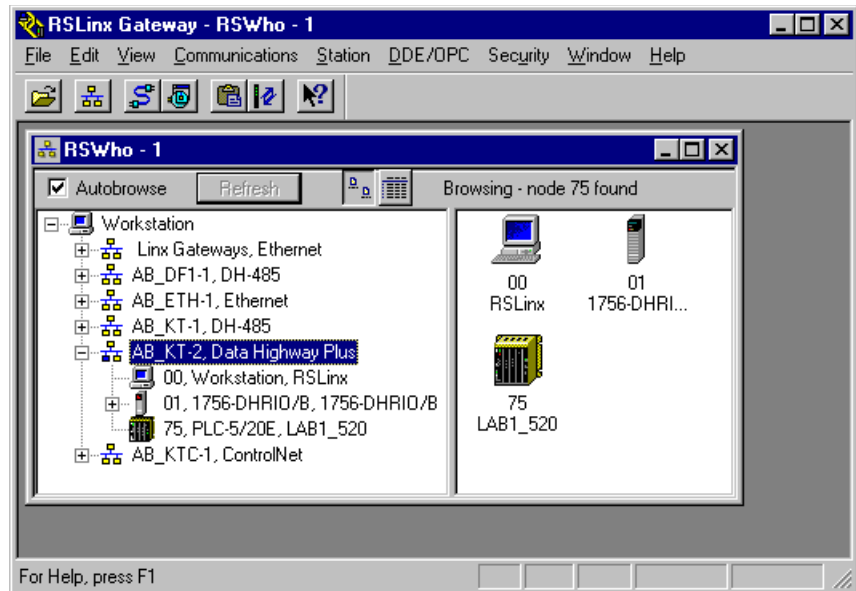 RSLinx Gateway - RSWho - 1
File Edit View Communications Station DDE/OPC Security Window Help
RSWho - 1
Autobrowse Refresh Browsing - node 75 found
Workstation
Linx Gateways, Ethernet
AB_DF1-1, DH-485
AB_ETH-1, Ethernet
AB_KT-1, DH-485
AB_KT-2, Data Highway Plus
00, Workstation, RSLinx
01, 1756-DHRIO/B, 1756-DHRIO/B
75, PLC-5/20E, LAB1_520
AB_KTC-1, ControlNet
00
RSLinx
01
1756-DHRI...
75
LAB1_520
For Help, press F1